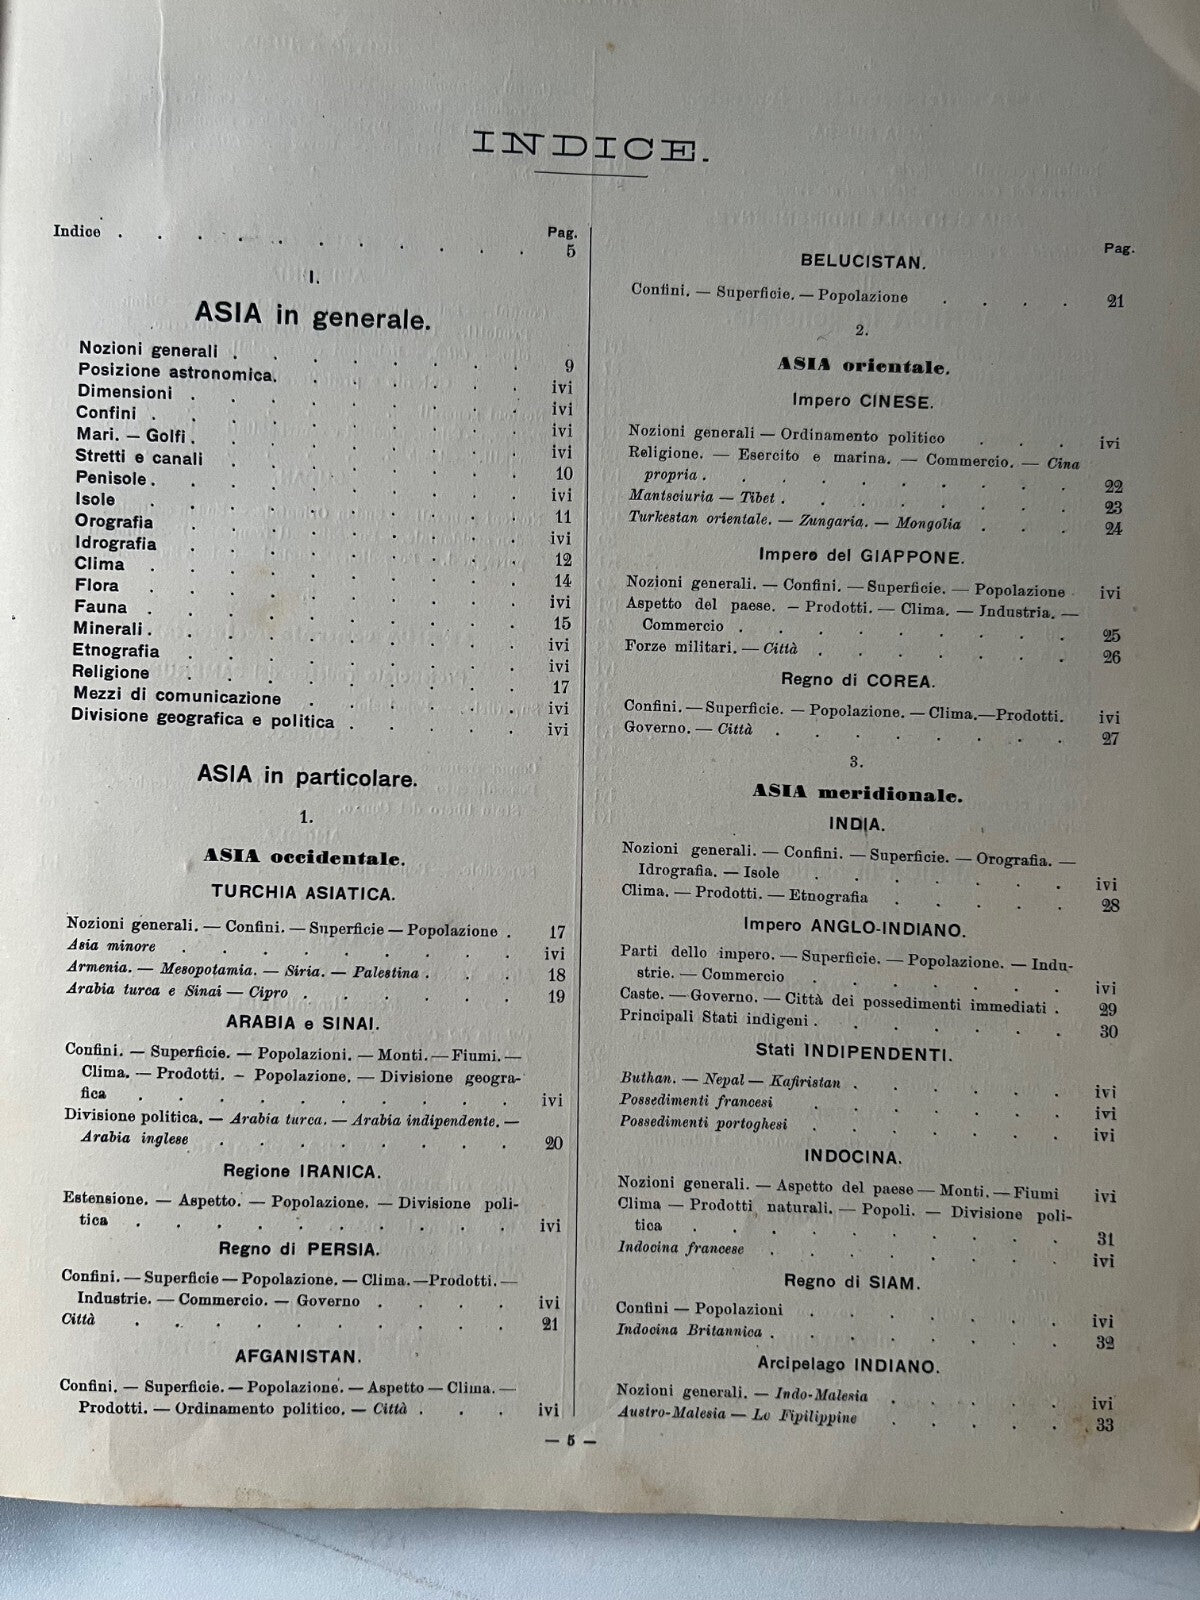 INDICE.
Pag.
Indice . . . . . . . . . . . 5
I.
ASIA in generale.
Nozioni generali . . . . . . . 9
Posizione astronomica. . . . . . . ivi
Dimensioni . . . . . . . . ivi
Confini . . . . . . . . . ivi
Mari. — Golfi . . . . . . . . ivi
Stretti e canali . . . . . . . 10
Penisole . . . . . . . . . ivi
Isole . . . . . . . . . 11
Orografia . . . . . . . . ivi
Idrografia . . . . . . . . 12
Clima . . . . . . . . . 14
Flora . . . . . . . . . ivi
Fauna . . . . . . . . . 15
Minerali . . . . . . . . . ivi
Etnografia . . . . . . . . ivi
Religione . . . . . . . . 17
Mezzi di comunicazione . . . . . . ivi
Divisione geografica e politica . . . . . ivi
ASIA in particolare.
1.
ASIA occidentale.
TURCHIA ASIATICA.
Nozioni generali. — Confini. — Superficie — Popolazione . 17
Asia minore . . . . . . . . . ivi
Armenia. — Mesopotamia. — Siria. — Palestina . . . 18
Arabia turca e Sinai — Cipro . . . . . . 19
ARABIA e SINAI.
Confini. — Superficie. — Popolazioni. — Monti. — Fiumi. —
Clima. — Prodotti. — Popolazione. — Divisione geogra-
fica . . . . . . . . . . ivi
Divisione politica. — Arabia turca. — Arabia indipendente. —
Arabia inglese . . . . . . . . 20
Regione IRANICA.
Estensione. — Aspetto. — Popolazione. — Divisione poli-
tica . . . . . . . . . . ivi
Regno di PERSIA.
Confini. — Superficie — Popolazione. — Clima. — Prodotti. —
Industrie. — Commercio. — Governo . . . . ivi
Città . . . . . . . . . . 21
AFGANISTAN.
Confini. — Superficie. — Popolazione. — Aspetto — Clima. —
Prodotti. — Ordinamento politico. — Città . . . ivi
Pag.
BELUCISTAN.
Confini. — Superficie. — Popolazione . . . . 21
2.
ASIA orientale.
Impero CINESE.
Nozioni generali — Ordinamento politico . . . ivi
Religione. — Esercito e marina. — Commercio. — Cina
propria . . . . . . . . . . 22
Mantsciuria — Tibet . . . . . . . . 23
Turkestan orientale. — Zungaria. — Mongolia . . . 24
Impero del GIAPPONE.
Nozioni generali. — Confini. — Superficie. — Popolazione ivi
Aspetto del paese. — Prodotti. — Clima. — Industria. —
Commercio . . . . . . . . . 25
Forze militari. — Città . . . . . . . 26
Regno di COREA.
Confini. — Superficie. — Popolazione. — Clima. — Prodotti. ivi
Governo. — Città . . . . . . . . 27
3.
ASIA meridionale.
INDIA.
Nozioni generali. — Confini. — Superficie. — Orografia. —
Idrografia. — Isole . . . . . . . ivi
Clima. — Prodotti. — Etnografia . . . . . 28
Impero ANGLO-INDIANO.
Parti dello impero. — Superficie. — Popolazione. — Indu-
strie. — Commercio . . . . . . . ivi
Caste. — Governo. — Città dei possedimenti immediati . 29
Principali Stati indigeni . . . . . . . 30
Stati INDIPENDENTI.
Buthan. — Nepal — Kafiristan . . . . . . ivi
Possedimenti francesi . . . . . . . ivi
Possedimenti portoghesi . . . . . . . ivi
INDOCINA.
Nozioni generali. — Aspetto del paese — Monti. — Fiumi ivi
Clima — Prodotti naturali. — Popoli. — Divisione poli-
tica . . . . . . . . . . 31
Indocina francese . . . . . . . . ivi
Regno di SIAM.
Confini — Popolazioni . . . . . . . ivi
Indocina Britannica . . . . . . . . 32
Arcipelago INDIANO.
Nozioni generali. — Indo-Malesia . . . . . ivi
Austro-Malesia — Le Fipilippine . . . . . 33
— 5 —